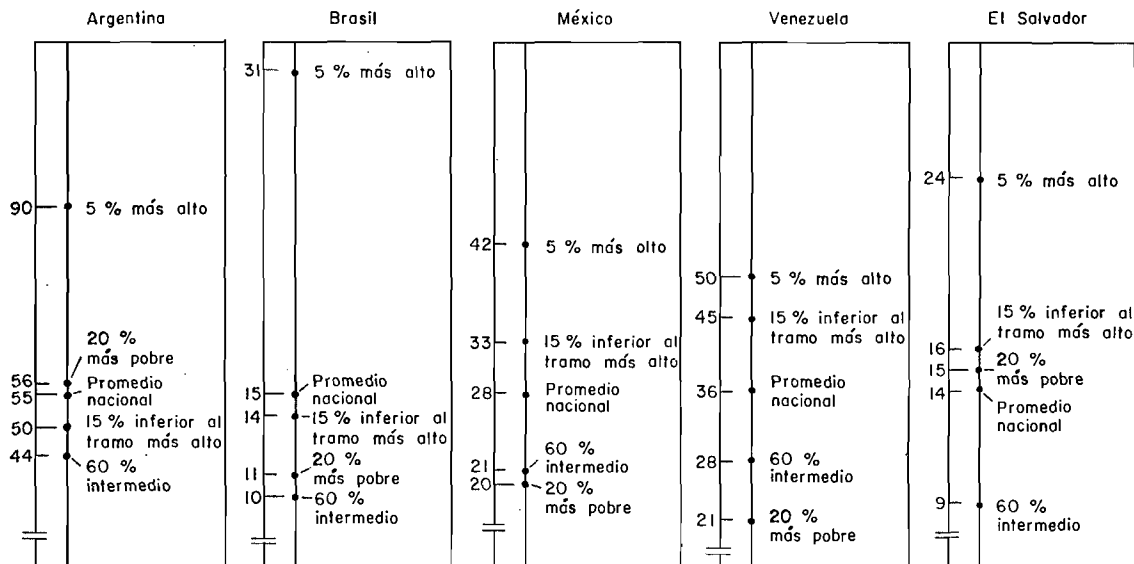 Argentina
90
5 % más alto
20 %
más pobre
56
55
Promedio
nacional
50
15 % inferior al
tramo más alto
44
60 %
intermedio
Brasil
31
5 % más alto
15
Promedio
nacional
14
15 % inferior al
tramo más alto
11
20 %
más pobre
10
60 %
intermedio
México
42
5 % más alto
33
15 % inferior al
tramo más alto
28
Promedio
nacional
21
60 %
intermedio
20
20 %
más pobre
Venezuela
50
5 % más alto
45
15 % inferior al
tramo más alto
36
Promedio
nacional
28
60 %
intermedio
21
20 %
más pobre
El Salvador
24
5 % más alto
15 % inferior al
tramo más alto
16
15
20 %
más pobre
14
Promedio
nacional
9
60 %
intermedio